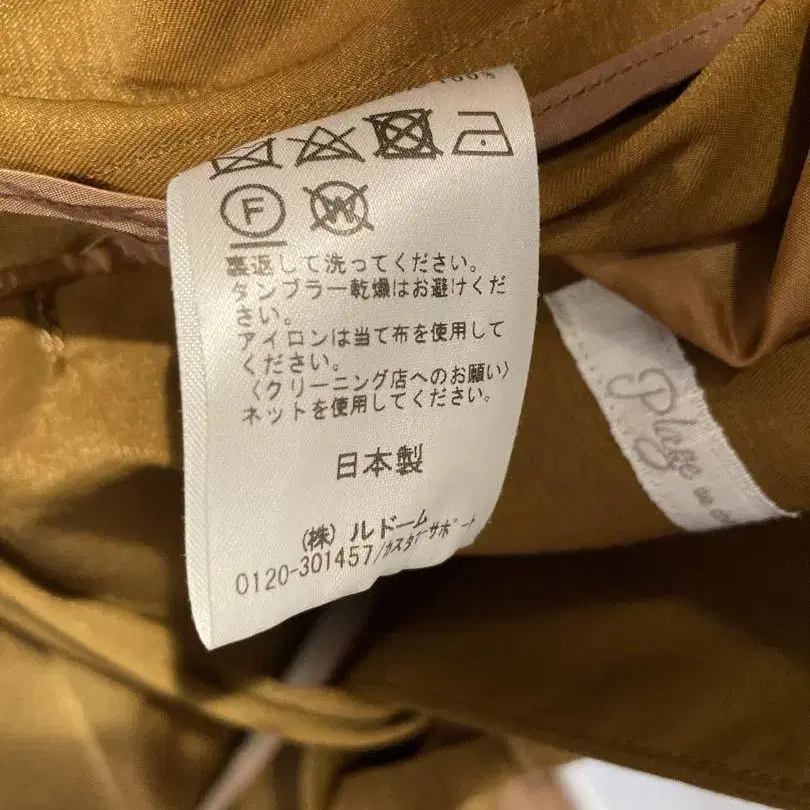 100%
F
W
裏返して洗ってください。
タンブラー乾燥はお避けくだ
さい。
アイロンは当て布を使用して
ください。
〈クリーニング店へのお願い〉
ネットを使用してください。
日本製
(株)ルドーム
0120-301457/カスタマーサポート
Plage